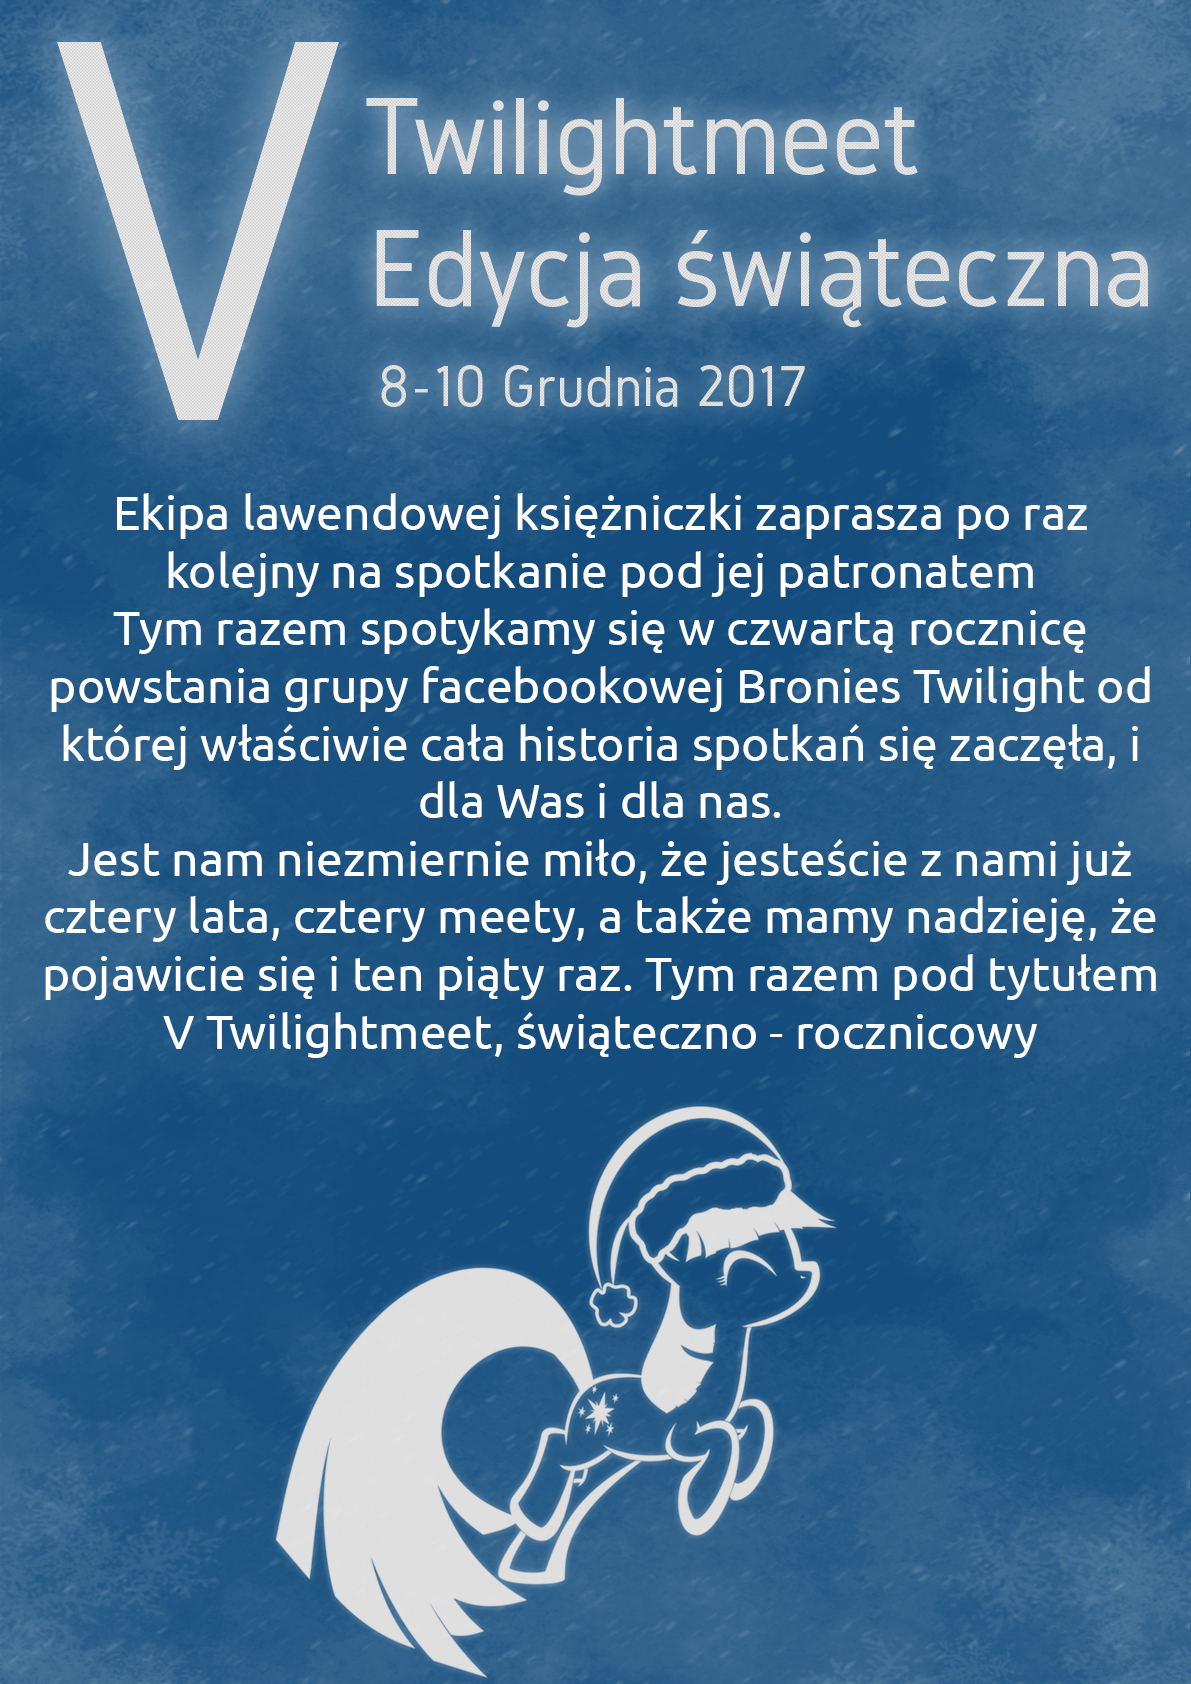 V
Twilightmeet
Edycja świąteczna
8-10 Grudnia 2017
Ekipa lawendowej księżniczki zaprasza po raz
kolejny na spotkanie pod jej patronatem
Tym razem spotykamy się w czwartą rocznicę
powstania grupy facebookowej Bronies Twilight od
której właściwie cała historia spotkań się zaczęła, i
dla Was i dla nas.
Jest nam niezmiernie miło, że jesteście z nami już
cztery lata, cztery meety, a także mamy nadzieję, że
pojawicie się i ten piąty raz. Tym razem pod tytułem
V Twilightmeet, świąteczno - rocznicowy